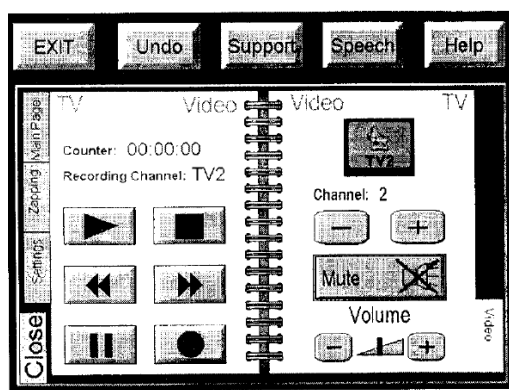 EXIT
Undo
Support
Speech
Help
Main Page
Zapping
Settings
Close
TV Video
Counter: 00:00:00
Recording Channel: TV2
Video TV
TV2
Channel: 2
Mute
Volume
Video